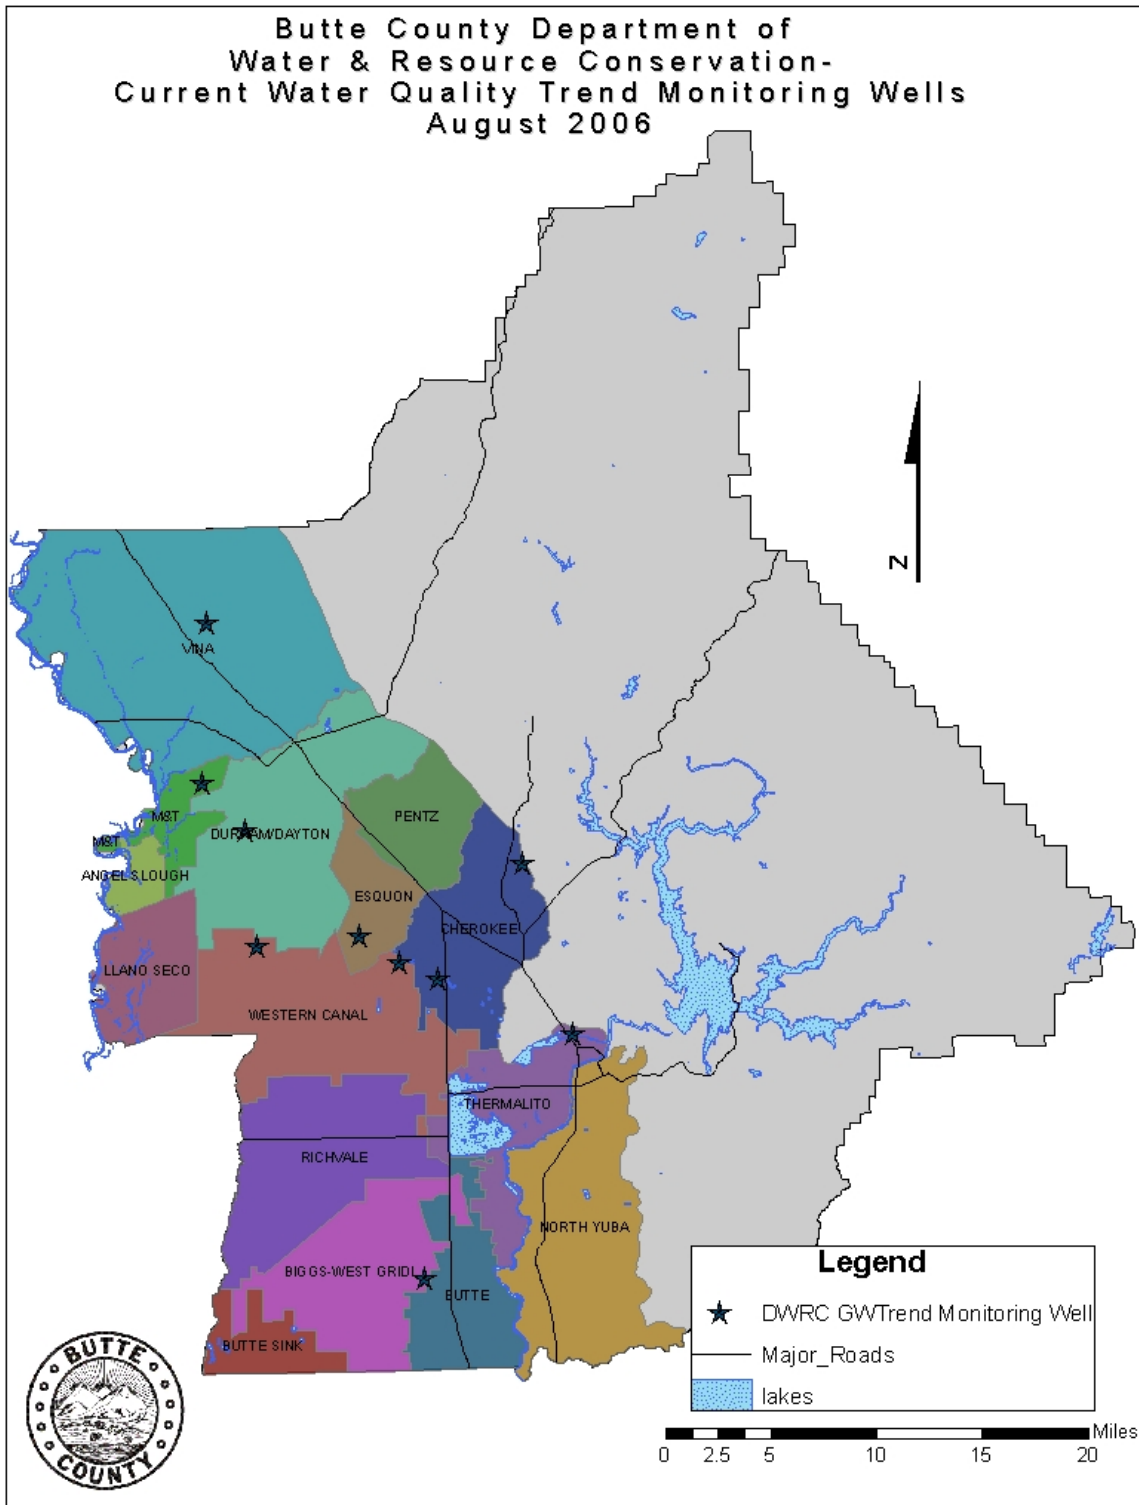 Butte County Department of
Water & Resource Conservation-
Current Water Quality Trend Monitoring Wells
August 2006
N
VINA
M&T
PENTZ
M&T
DURHAM/DAYTON
ANGEL SLOUGH
ESQUON
CHEROKEE
LLANO SECO
WESTERN CANAL
THERMALITO
RICHVALE
NORTH YUBA
BIGGS-WEST GRIDL
BUTTE
BUTTE SINK
Legend
DWRC GWTrend Monitoring Well
Major_Roads
lakes
Miles
0 2.5 5 10 15 20
BUTTE
COUNTY